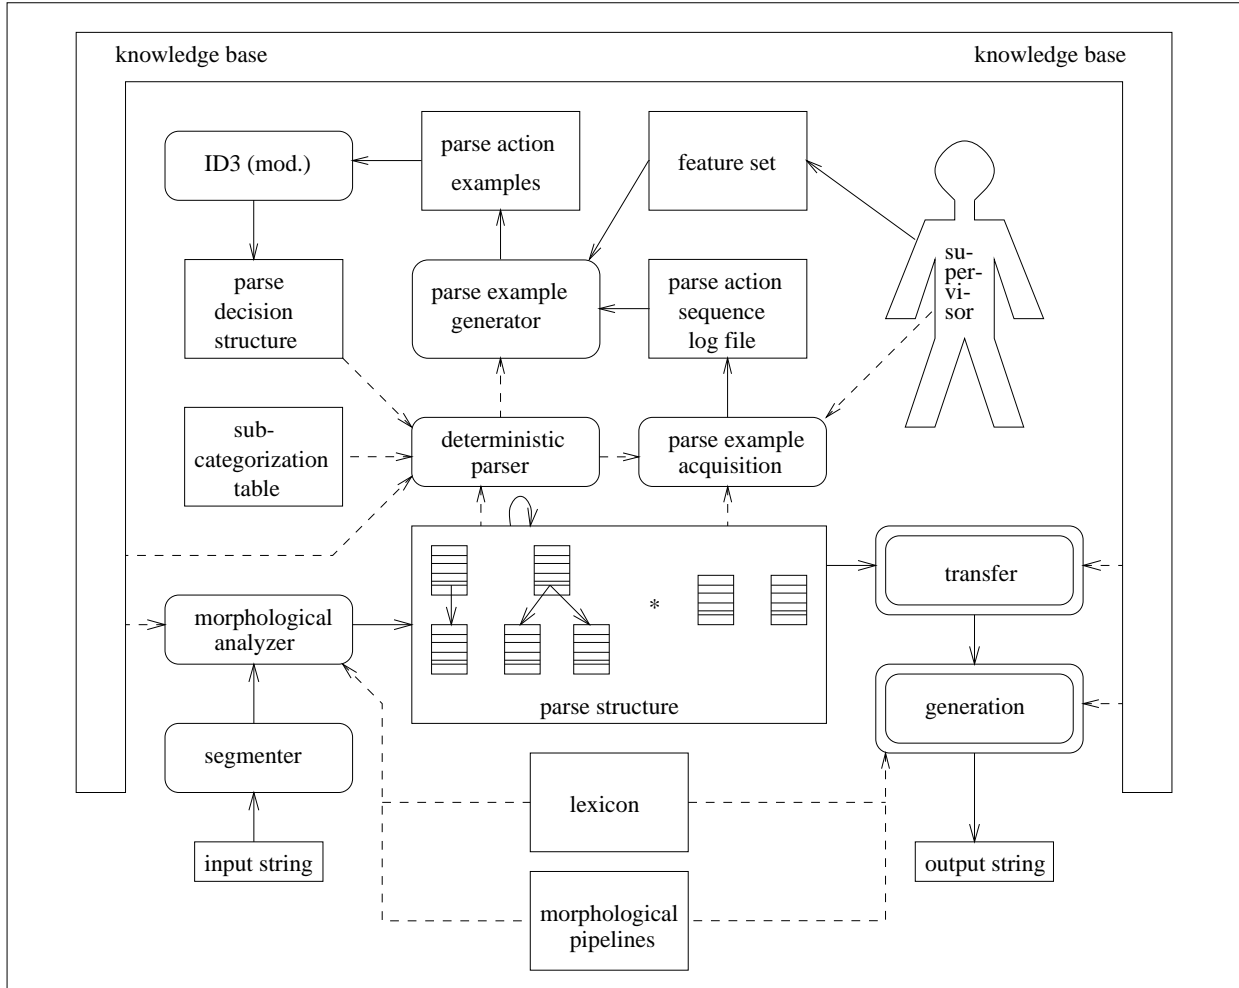 knowledge base
knowledge base
ID3 (mod.)
parse action
examples
feature set
su-
per-
vi-
sor
parse
decision
structure
parse example
generator
parse action
sequence
log file
sub-
categorization
table
deterministic
parser
parse example
acquisition
transfer
morphological
analyzer
*
parse structure
generation
segmenter
lexicon
input string
output string
morphological
pipelines